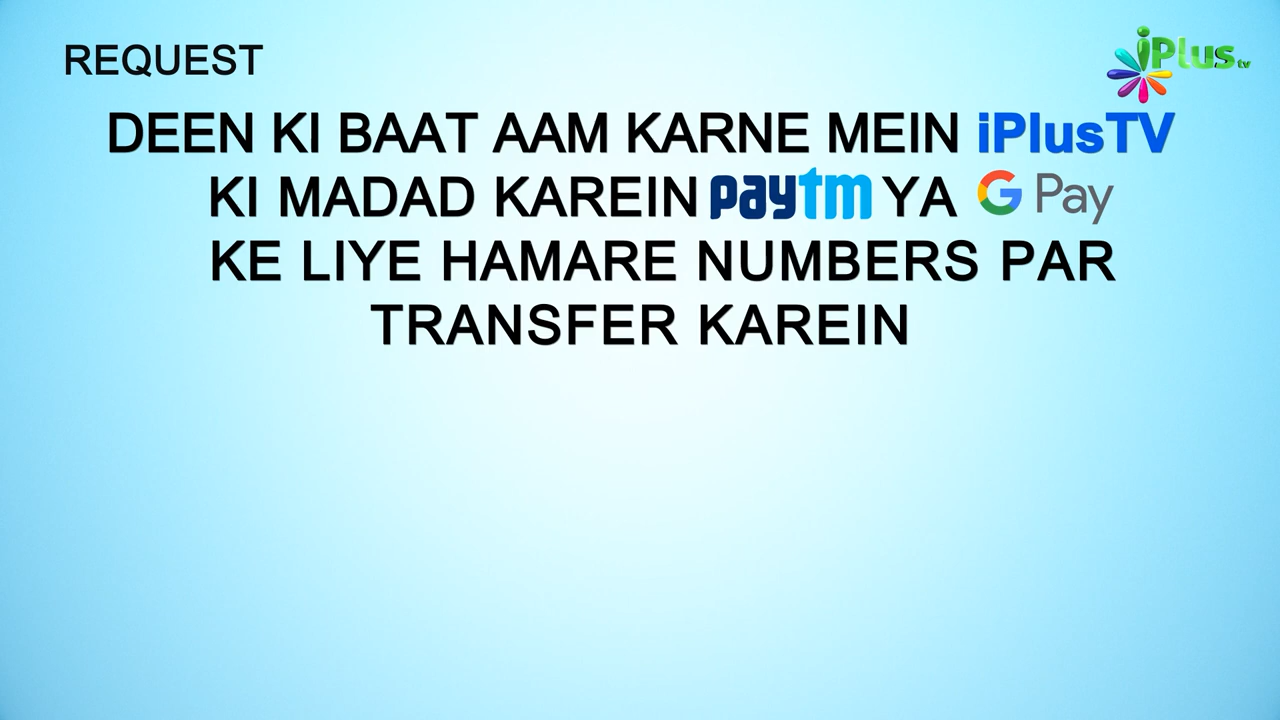 REQUEST
iPlus tv
DEEN KI BAAT AAM KARNE MEIN iPlusTV
KI MADAD KAREIN paytm YA G Pay
KE LIYE HAMARE NUMBERS PAR
TRANSFER KAREIN